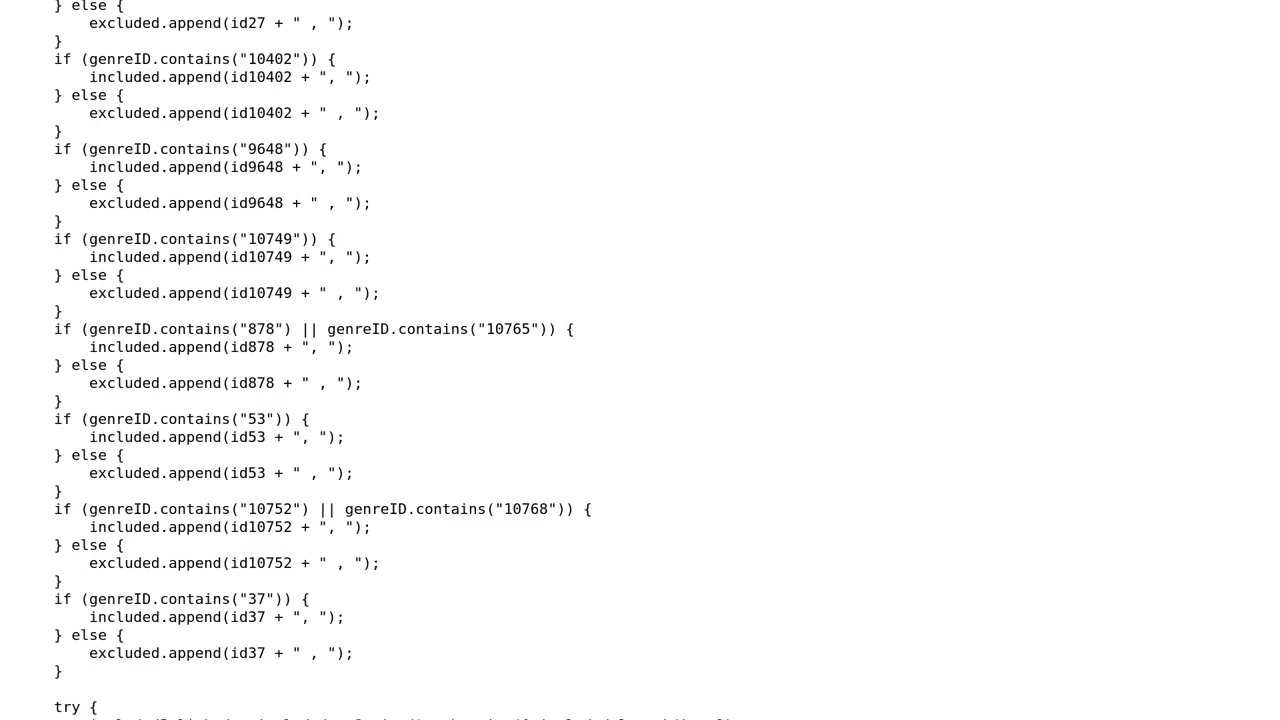 } else {
excluded.append(id27 + " , ");
}
if (genreID.contains("10402")) {
included.append(id10402 + ", ");
} else {
excluded.append(id10402 + " , ");
}
if (genreID.contains("9648")) {
included.append(id9648 + ", ");
} else {
excluded.append(id9648 + " , ");
}
if (genreID.contains("10749")) {
included.append(id10749 + ", ");
} else {
excluded.append(id10749 + " , ");
}
if (genreID.contains("878") || genreID.contains("10765")) {
included.append(id878 + ", ");
} else {
excluded.append(id878 + " , ");
}
if (genreID.contains("53")) {
included.append(id53 + ", ");
} else {
excluded.append(id53 + " , ");
}
if (genreID.contains("10752") || genreID.contains("10768")) {
included.append(id10752 + ", ");
} else {
excluded.append(id10752 + " , ");
}
if (genreID.contains("37")) {
included.append(id37 + ", ");
} else {
excluded.append(id37 + " , ");
}
try {